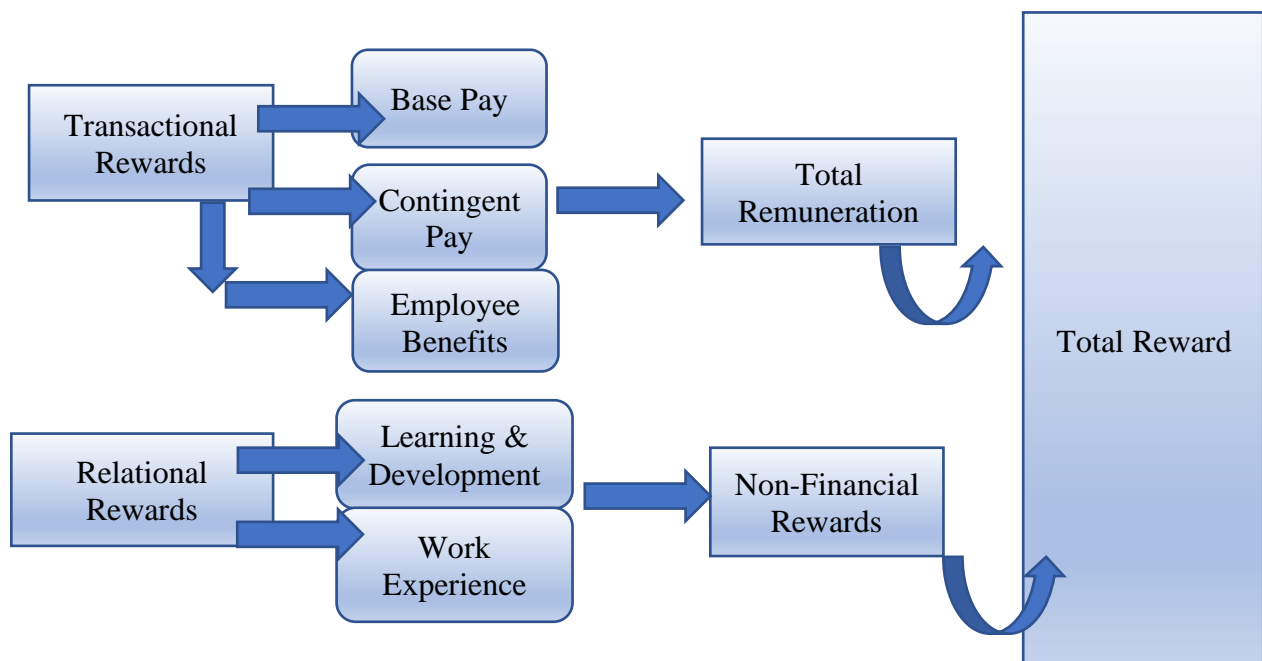 Transactional
Rewards
Base Pay
Contingent
Pay
Employee
Benefits
Total
Remuneration
Relational
Rewards
Learning &
Development
Work
Experience
Non-Financial
Rewards
Total Reward